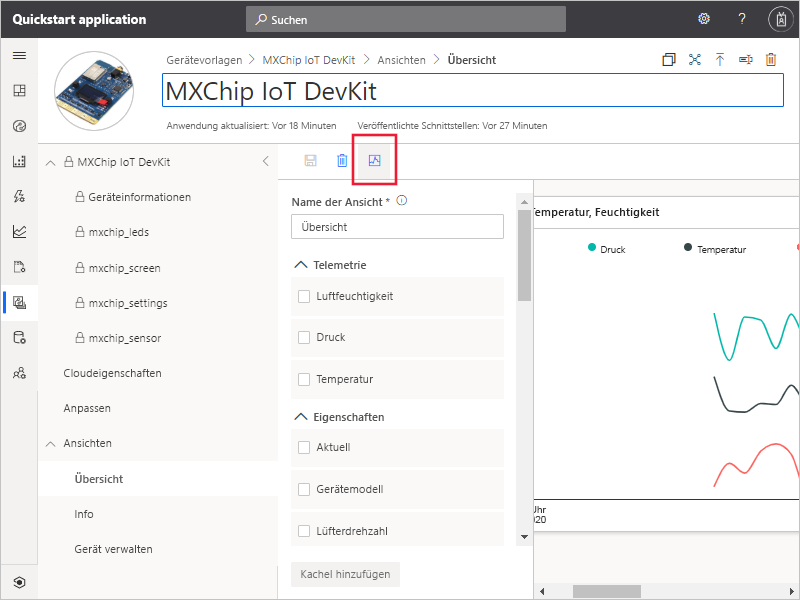 Quickstart application
Suchen
?
Gerätevorlagen > MXChip IoT DevKit > Ansichten > Übersicht
MXChip IoT DevKit
Anwendung aktualisiert: Vor 18 Minuten Veröffentlichte Schnittstellen: Vor 27 Minuten
MXChip IoT DevKit
Geräteinformationen
mxchip_leds
mxchip_screen
mxchip_settings
mxchip_sensor
Cloudeigenschaften
Anpassen
Ansichten
Übersicht
Info
Gerät verwalten
Name der Ansicht *
Übersicht
Telemetrie
Luftfeuchtigkeit
Druck
Temperatur
Eigenschaften
Aktuell
Gerätemodell
Lüfterdrehzahl
Kachel hinzufügen
Temperatur, Feuchtigkeit
Druck
Temperatur
Uhr
020